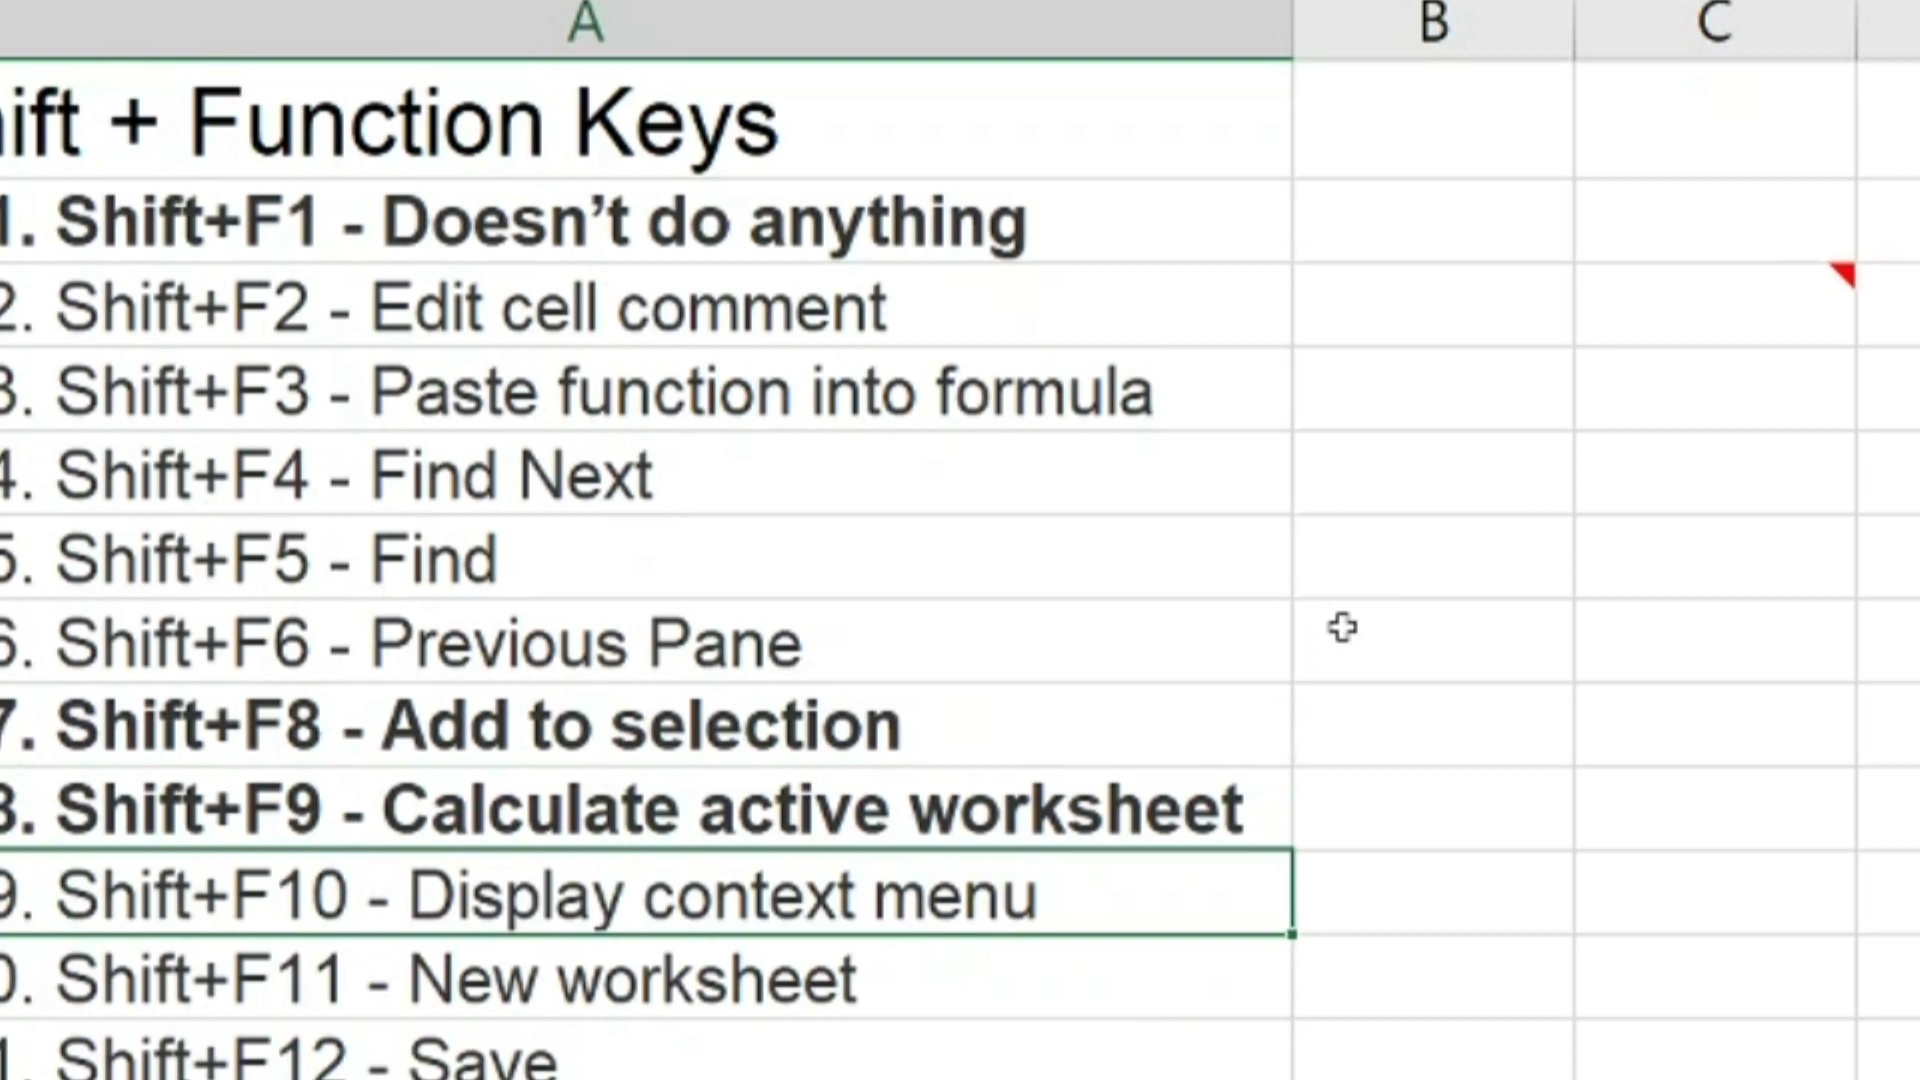 A B C
ift + Function Keys
1. Shift+F1 - Doesn’t do anything
2. Shift+F2 - Edit cell comment
3. Shift+F3 - Paste function into formula
4. Shift+F4 - Find Next
5. Shift+F5 - Find
6. Shift+F6 - Previous Pane
7. Shift+F8 - Add to selection
8. Shift+F9 - Calculate active worksheet
9. Shift+F10 - Display context menu
0. Shift+F11 - New worksheet
1. Shift+F12 - Save